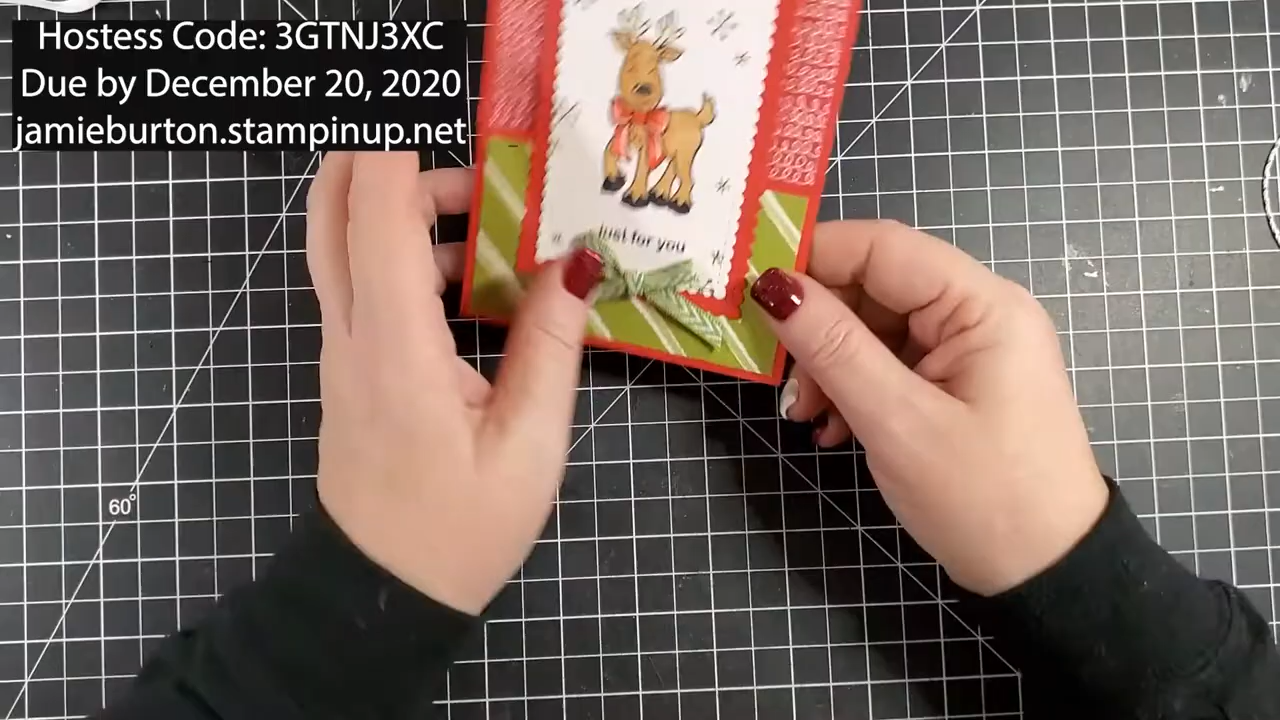 Hostess Code: 3GTNJ3XC
Due by December 20, 2020
jamieburton.stampinup.net
Just for you
60°